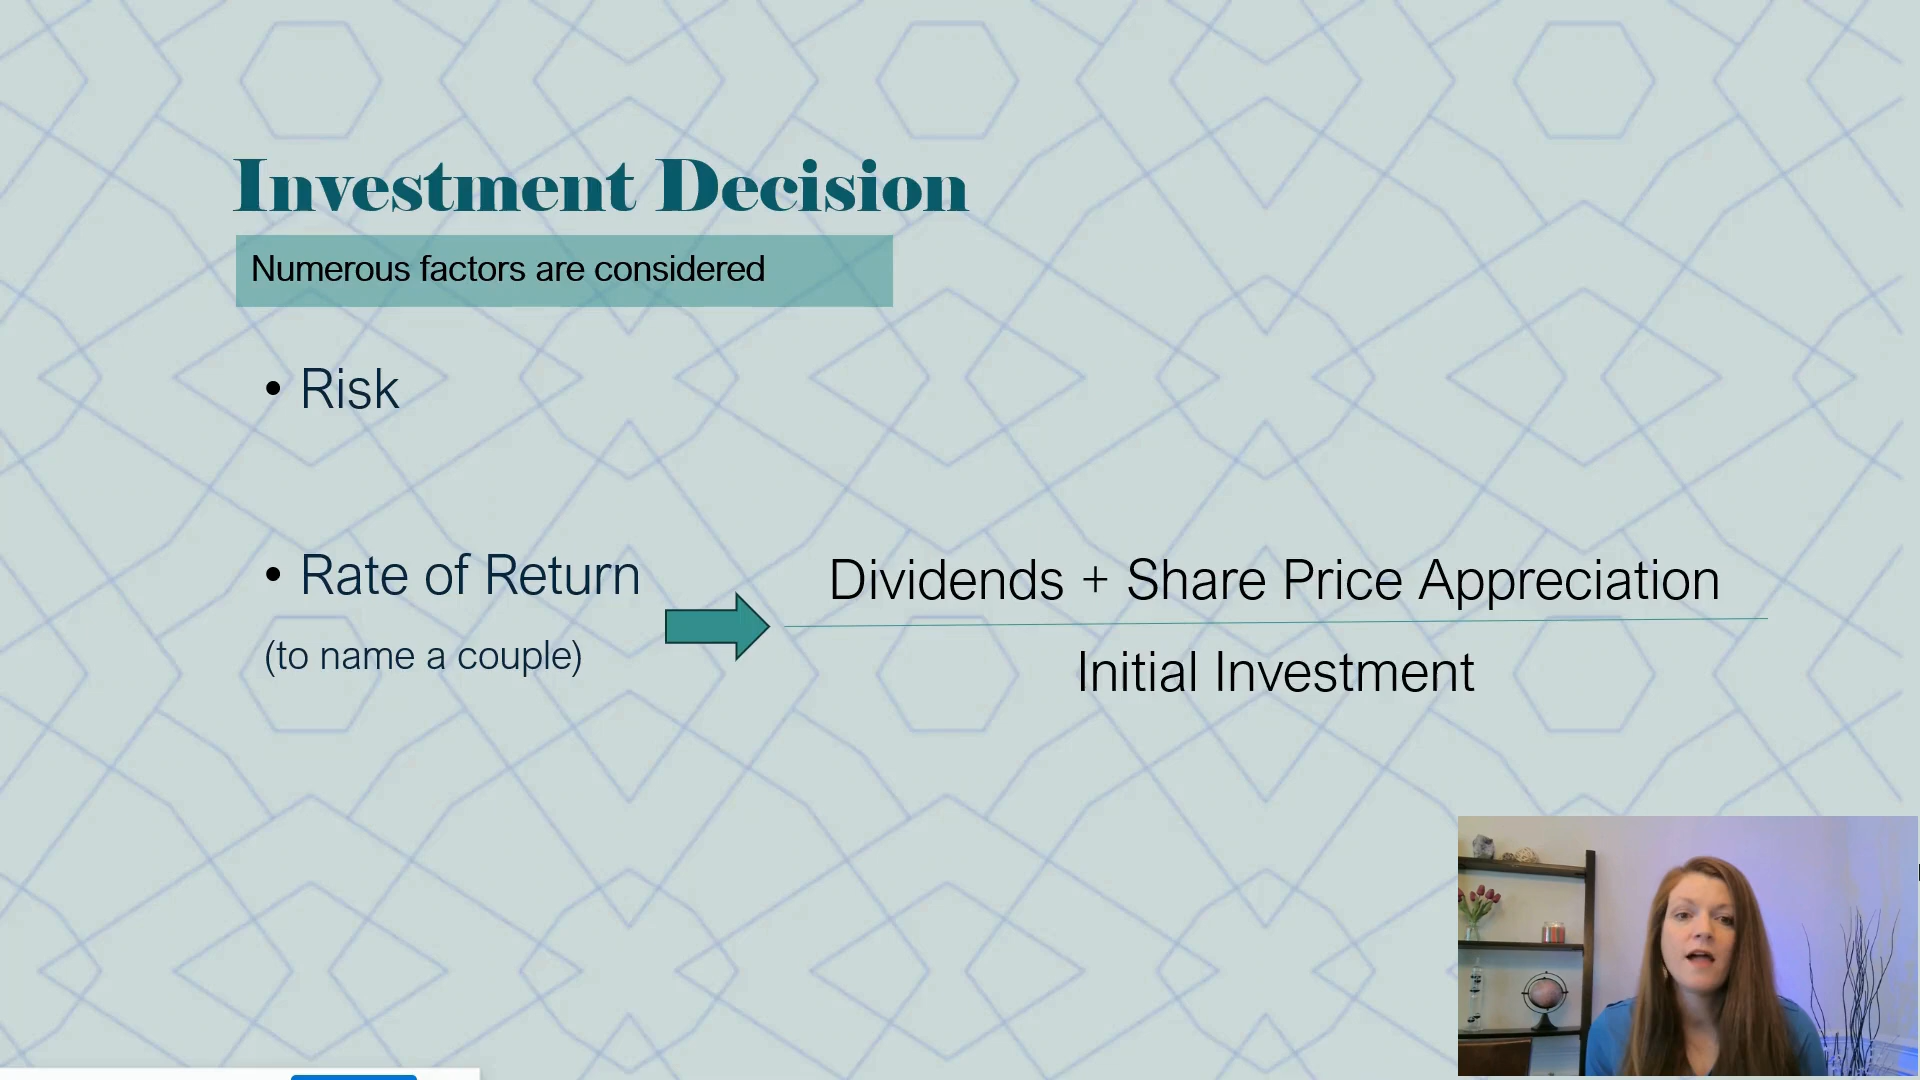 Investment Decision
Numerous factors are considered
• Risk
• Rate of Return
(to name a couple)
Dividends + Share Price Appreciation
Initial Investment